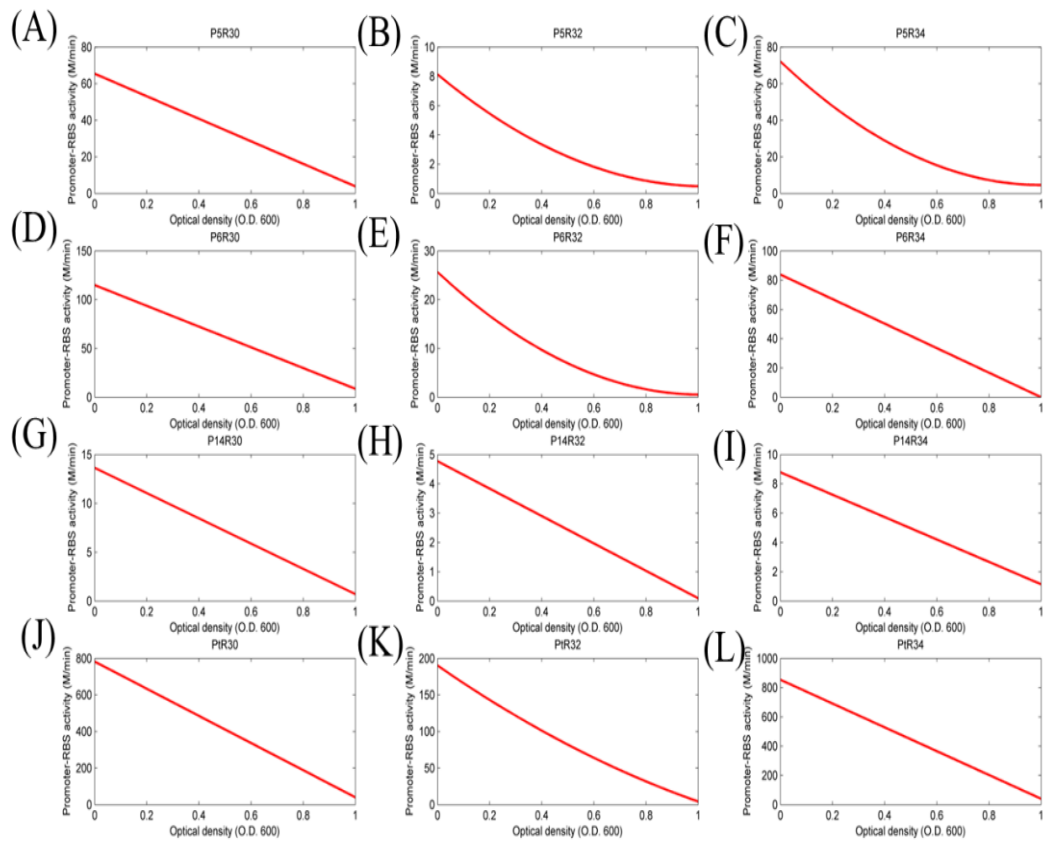 (A)
P5R30
Promoter-RBS activity (M/min)
80
60
40
20
0
0 0.2 0.4 0.6 0.8 1
Optical density (O.D. 600)
(B)
P5R32
Promoter-RBS activity (M/min)
10
8
6
4
2
0
0 0.2 0.4 0.6 0.8 1
Optical density (O.D. 600)
(C)
P5R34
Promoter-RBS activity (M/min)
80
60
40
20
0
0 0.2 0.4 0.6 0.8 1
Optical density (O.D. 600)
(D)
P6R30
Promoter-RBS activity (M/min)
150
100
50
0
0 0.2 0.4 0.6 0.8 1
Optical density (O.D. 600)
(E)
P6R32
Promoter-RBS activity (M/min)
30
20
10
0
0 0.2 0.4 0.6 0.8 1
Optical density (O.D. 600)
(F)
P6R34
Promoter-RBS activity (M/min)
100
80
60
40
20
0
0 0.2 0.4 0.6 0.8 1
Optical density (O.D. 600)
(G)
P14R30
Promoter-RBS activity (M/min)
15
10
5
0
0 0.2 0.4 0.6 0.8 1
Optical density (O.D. 600)
(H)
P14R32
Promoter-RBS activity (M/min)
5
4
3
2
1
0
0 0.2 0.4 0.6 0.8 1
Optical density (O.D. 600)
(I)
P14R34
Promoter-RBS activity (M/min)
10
8
6
4
2
0
0 0.2 0.4 0.6 0.8 1
Optical density (O.D. 600)
(J)
PtR30
Promoter-RBS activity (M/min)
800
600
400
200
0
0 0.2 0.4 0.6 0.8 1
Optical density (O.D. 600)
(K)
PtR32
Promoter-RBS activity (M/min)
200
150
100
50
0
0 0.2 0.4 0.6 0.8 1
Optical density (O.D. 600)
(L)
PtR34
Promoter-RBS activity (M/min)
1000
800
600
400
200
0
0 0.2 0.4 0.6 0.8 1
Optical density (O.D. 600)